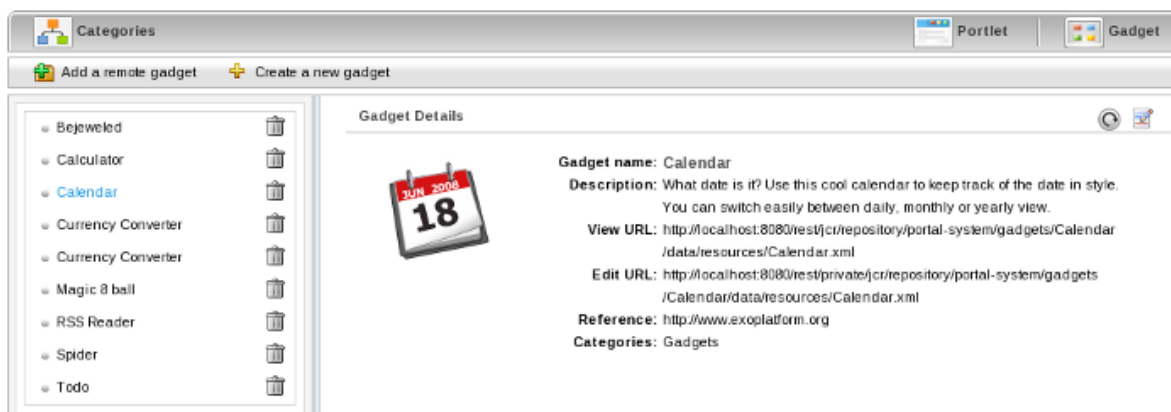 Categories
Portlet
Gadget
Add a remote gadget
Create a new gadget
Bejeweled
Calculator
Calendar
Currency Converter
Currency Converter
Magic 8 ball
RSS Reader
Spider
Todo
Gadget Details
JUN 2008
18
Gadget name: Calendar
Description: What date is it? Use this cool calendar to keep track of the date in style.
You can switch easily between daily, monthly or yearly view.
View URL: http://localhost:8080/rest/jcr/repository/portal-system/gadgets/Calendar
/data/resources/Calendar.xml
Edit URL: http://localhost:8080/rest/private/jcr/repository/portal-system/gadgets
/Calendar/data/resources/Calendar.xml
Reference: http://www.exoplatform.org
Categories: Gadgets